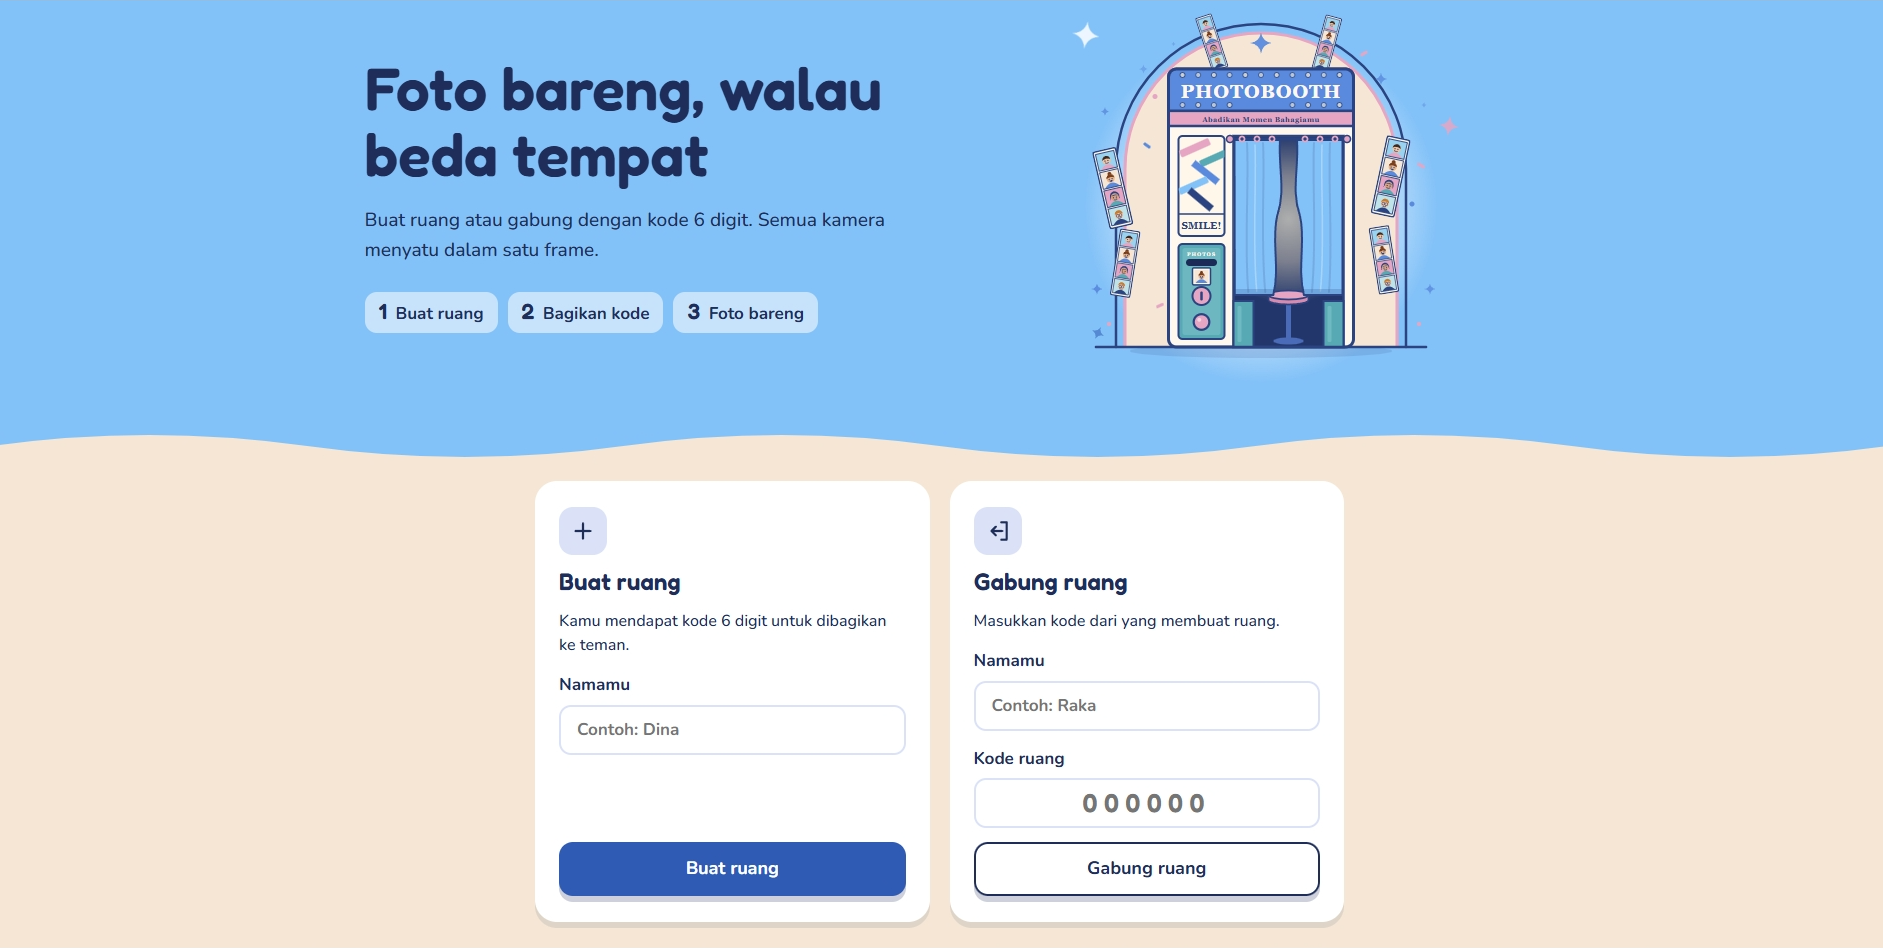 Foto bareng, walau
beda tempat
Buat ruang atau gabung dengan kode 6 digit. Semua kamera
menyatu dalam satu frame.
1 Buat ruang
2 Bagikan kode
3 Foto bareng
PHOTOBOOTH
Abadikan Momen Bahagiamu
SMILE!
PHOTOS
Buat ruang
Kamu mendapat kode 6 digit untuk dibagikan
ke teman.
Namamu
Contoh: Dina
Buat ruang
Gabung ruang
Masukkan kode dari yang membuat ruang.
Namamu
Contoh: Raka
Kode ruang
000000
Gabung ruang